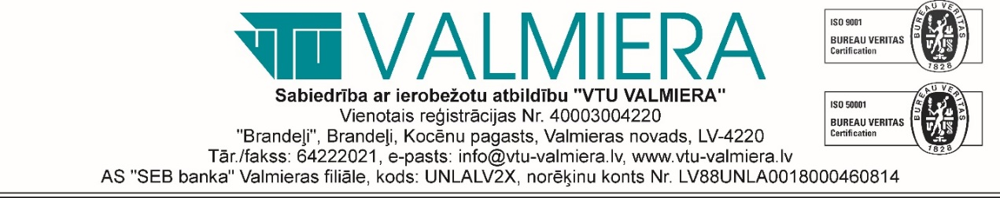 VTU VALMIERA
Sabiedrība ar ierobežotu atbildību "VTU VALMIERA"
Vienotais reģistrācijas Nr. 40003004220
"Brandeļi", Brandeļi, Kocēnu pagasts, Valmieras novads, LV-4220
Tār./fakss: 64222021, e-pasts: info@vtu-valmiera.lv, www.vtu-valmiera.lv
AS "SEB banka" Valmieras filiāle, kods: UNLALV2X, norēķinu konts Nr. LV88UNLA0018000460814
ISO 9001
BUREAU VERITAS
Certification
BUREAU VERITAS
1828
ISO 50001
BUREAU VERITAS
Certification
BUREAU VERITAS
1828